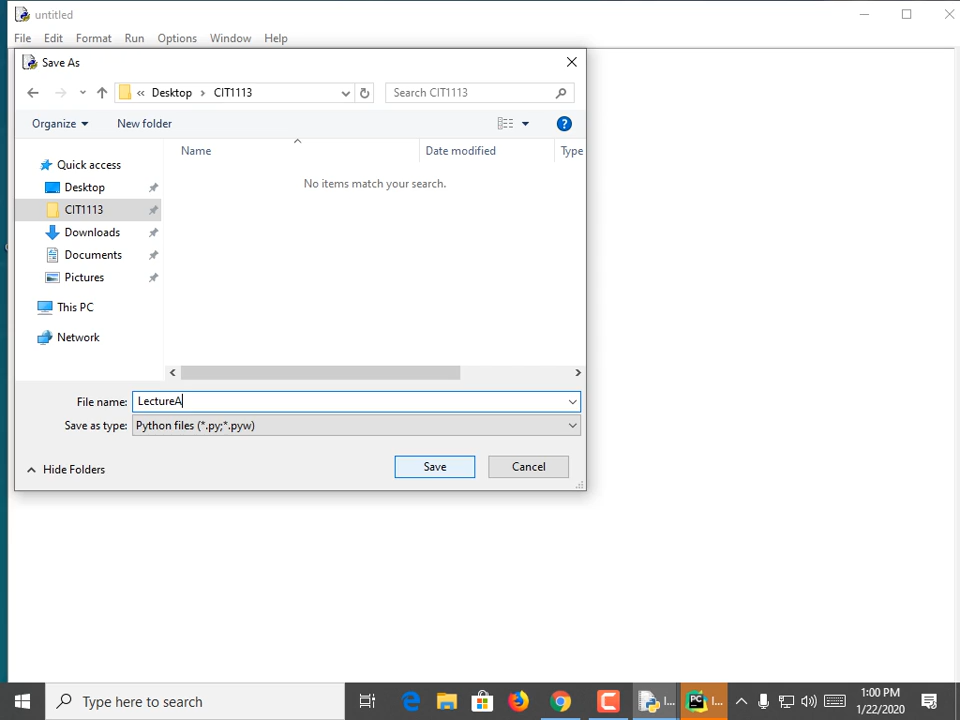 untitled
File Edit Format Run Options Window Help
Save As
« Desktop › CIT1113
Search CIT1113
Organize New folder
Name Date modified Type
Quick access
No items match your search.
Desktop
CIT1113
Downloads
Documents
Pictures
This PC
Network
File name: LectureA
Save as type: Python files (*.py;*.pyw)
Hide Folders Save Cancel
Type here to search
1:00 PM
1/22/2020